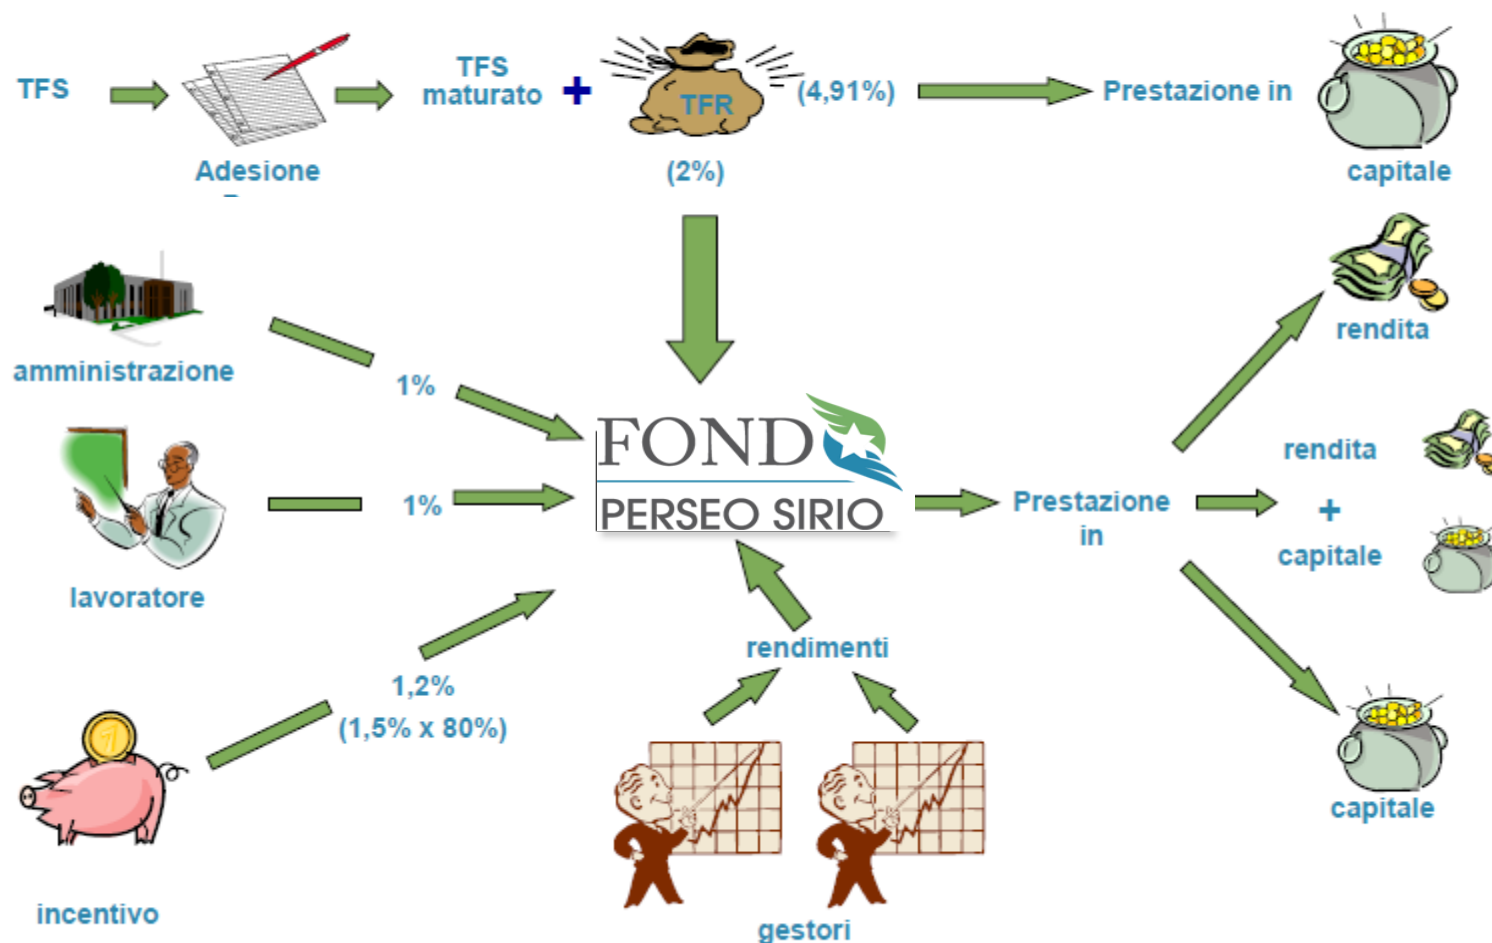 TFS
TFS
maturato
+
TFR
(4,91%)
Prestazione in
Adesione
(2%)
capitale
amministrazione
1%
rendita
FOND
PERSEO SIRIO
rendita
+
capitale
lavoratore
1%
Prestazione
in
rendimenti
1,2%
(1,5% x 80%)
capitale
incentivo
gestori